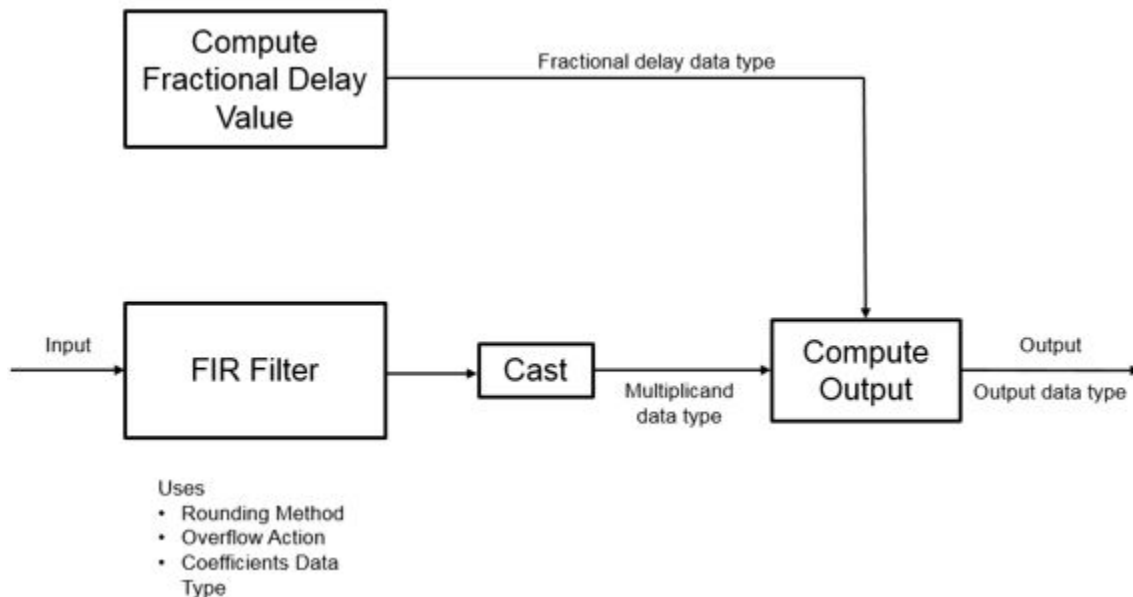 Compute
Fractional Delay
Value
Fractional delay data type
Input
FIR Filter
Cast
Multiplicand
data type
Compute
Output
Output
Output data type
Uses
• Rounding Method
• Overflow Action
• Coefficients Data
Type